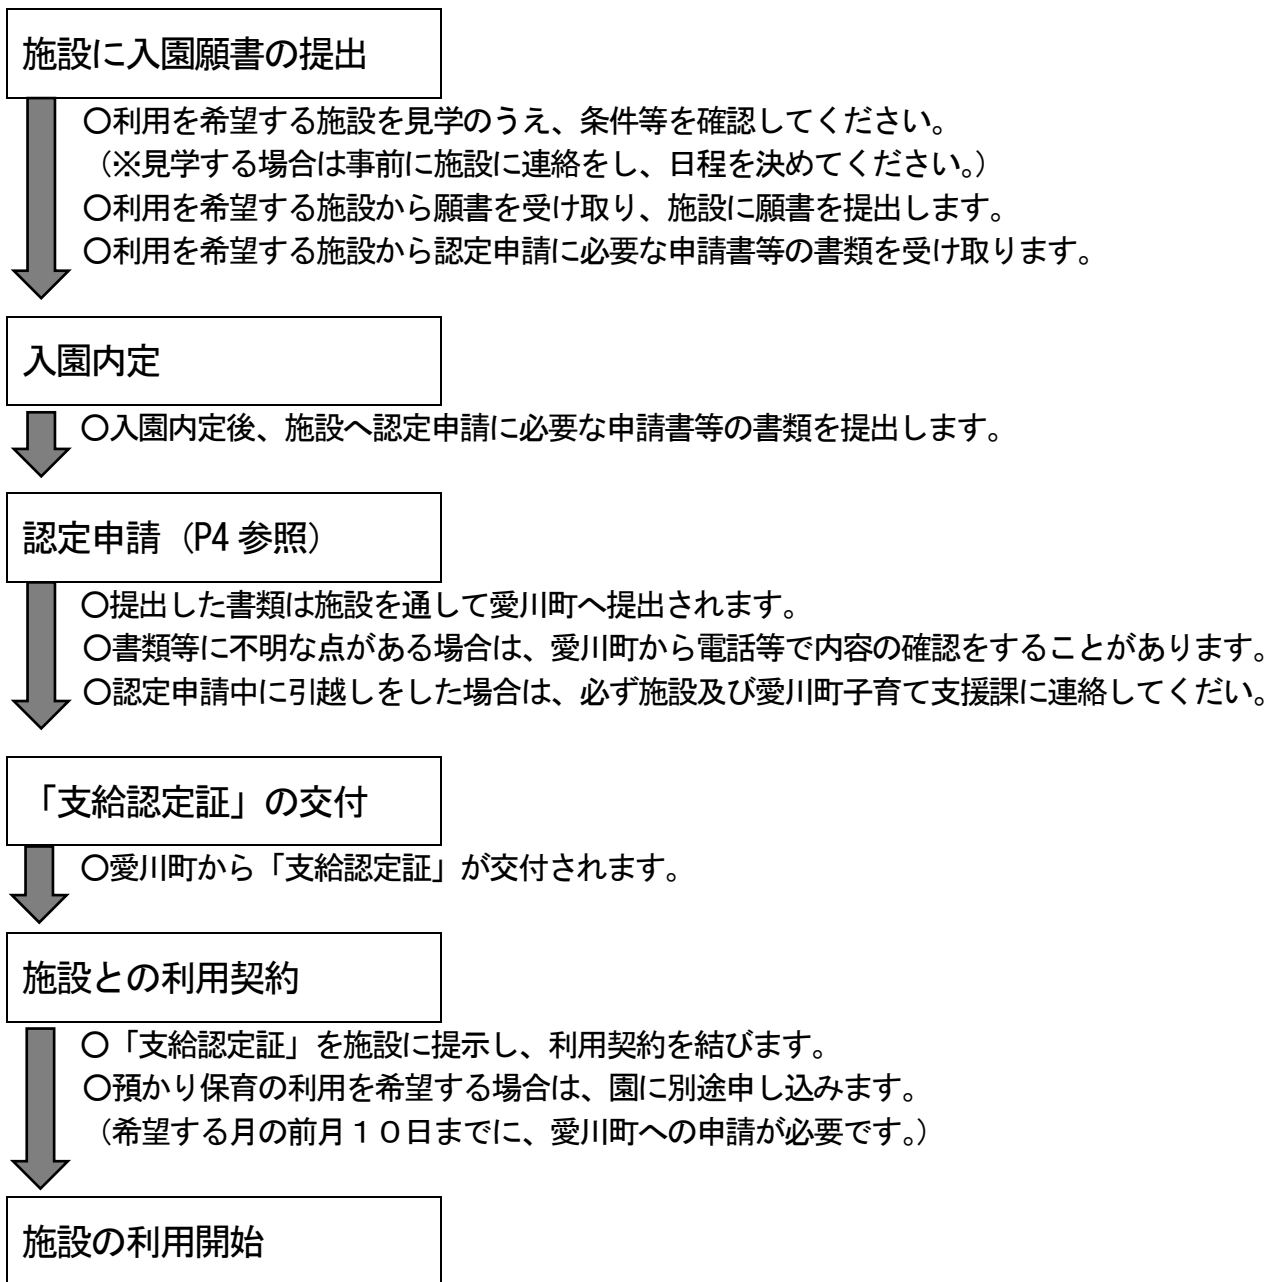 施設に入園願書の提出
〇利用を希望する施設を見学のうえ、条件等を確認してください。
（※見学する場合は事前に施設に連絡をし、日程を決めてください。）
〇利用を希望する施設から願書を受け取り、施設に願書を提出します。
〇利用を希望する施設から認定申請に必要な申請書等の書類を受け取ります。
入園内定
〇入園内定後、施設へ認定申請に必要な申請書等の書類を提出します。
認定申請（P4 参照）
〇提出した書類は施設を通して愛川町へ提出されます。
〇書類等に不明な点がある場合は、愛川町から電話等で内容の確認をすることがあります。
〇認定申請中に引越しをした場合は、必ず施設及び愛川町子育て支援課に連絡してくだい。
「支給認定証」の交付
〇愛川町から「支給認定証」が交付されます。
施設との利用契約
〇「支給認定証」を施設に提示し、利用契約を結びます。
〇預かり保育の利用を希望する場合は、園に別途申し込みます。
（希望する月の前月１０日までに、愛川町への申請が必要です。）
施設の利用開始